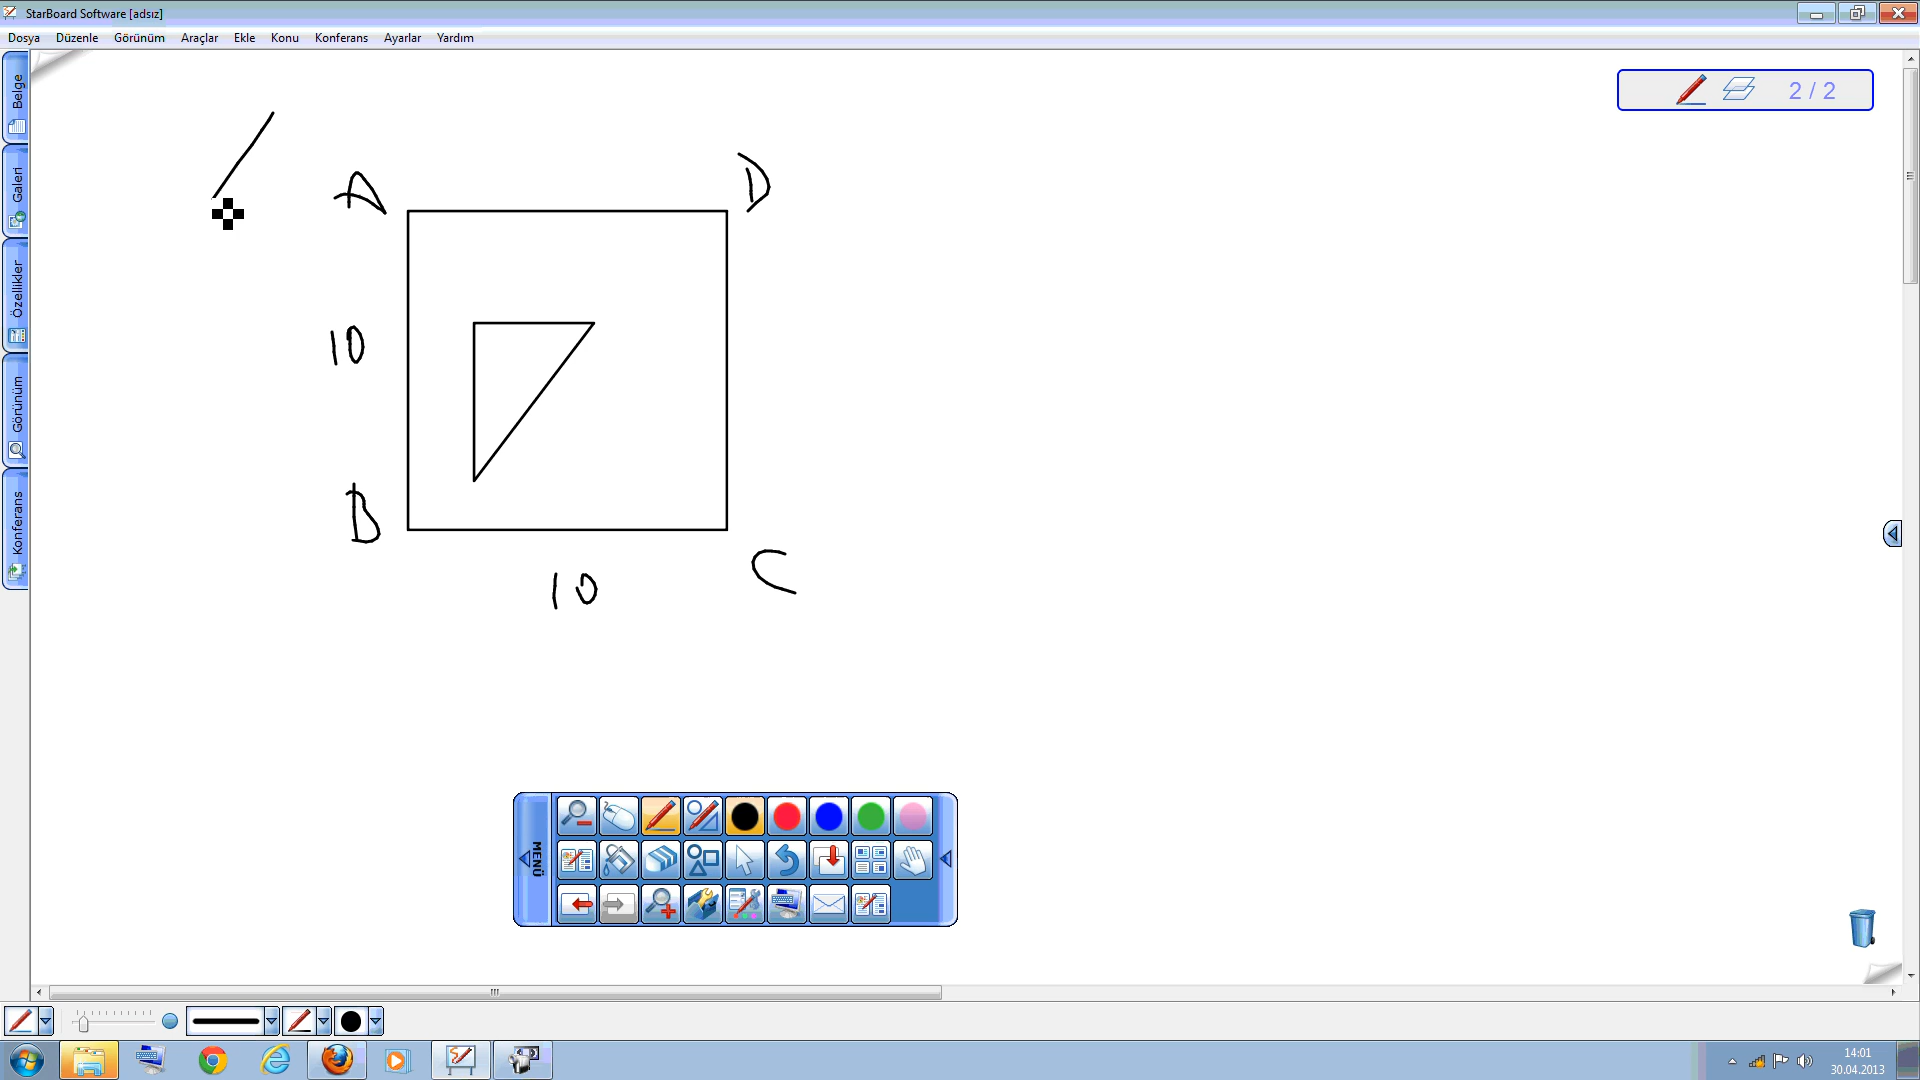 StarBoard Software [adsız]
Dosya Düzenle Görünüm Araçlar Ekle Konu Konferans Ayarlar Yardım
Belge
Galeri
Özellikler
Görünüm
Konferans
2 / 2
A
D
10
B
C
10
MENÜ
14:01
30.04.2013